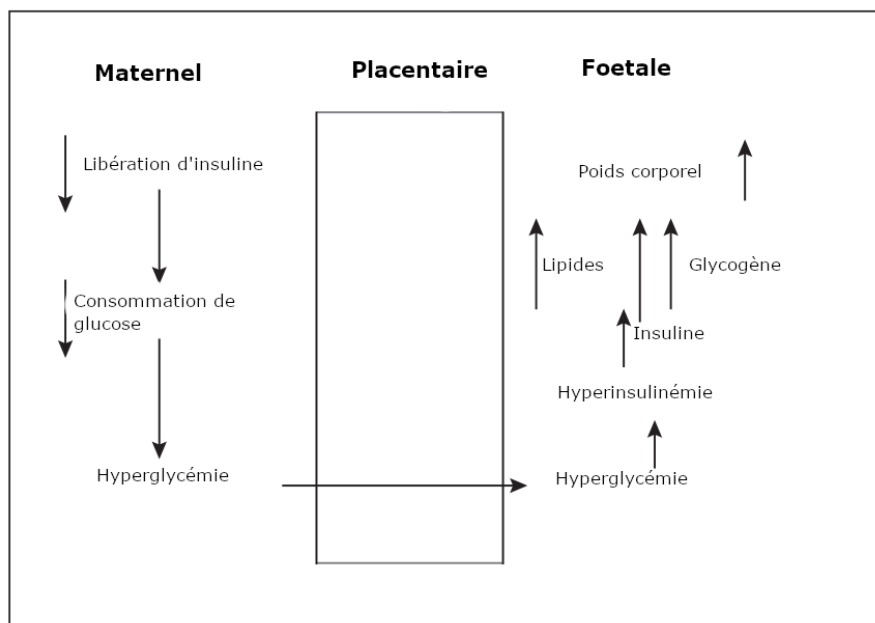 Maternel
Placentaire
Foetale
Libération d'insuline
Poids corporel
Lipides
Glycogène
Consommation de
glucose
Insuline
Hyperinsulinémie
Hyperglycémie
Hyperglycémie